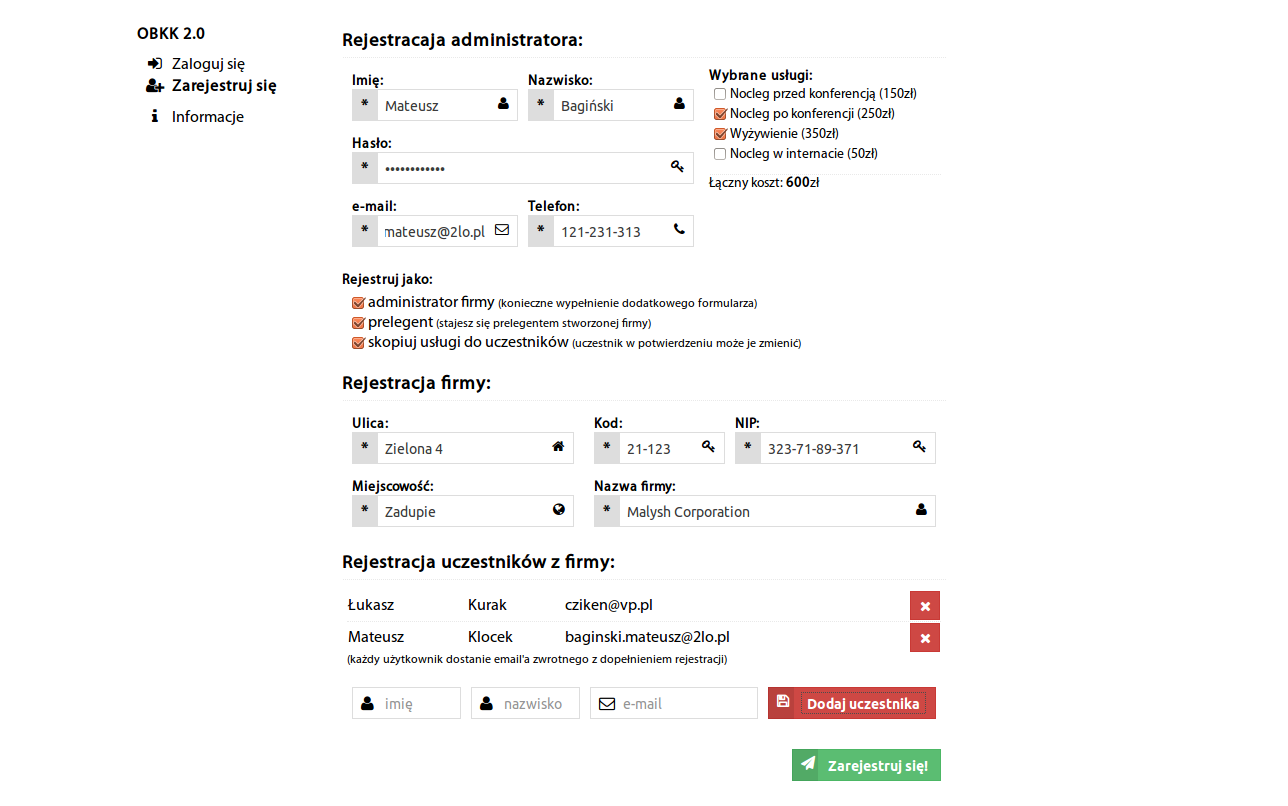 OBKK 2.0
Zaloguj się
Zarejestruj się
Informacje
Rejestracaja administratora:
Imię: Nazwisko:
* Mateusz * Bagiński
Hasło:
* ••••••••••••
e-mail: Telefon:
* mateusz@2lo.pl * 121-231-313
Wybrane usługi:
Nocleg przed konferencją (150zł)
Nocleg po konferencji (250zł)
Wyżywienie (350zł)
Nocleg w internacie (50zł)
Łączny koszt: 600zł
Rejestruj jako:
administrator firmy (konieczne wypełnienie dodatkowego formularza)
prelegent (stajesz się prelegentem stworzonej firmy)
skopiuj usługi do uczestników (uczestnik w potwierdzeniu może je zmienić)
Rejestracja firmy:
Ulica: Kod: NIP:
* Zielona 4 * 21-123 * 323-71-89-371
Miejscowość: Nazwa firmy:
* Zadupie * Malysh Corporation
Rejestracja uczestników z firmy:
Łukasz Kurak cziken@vp.pl
Mateusz Klocek baginski.mateusz@2lo.pl
(każdy użytkownik dostanie email'a zwrotnego z dopełnieniem rejestracji)
imię nazwisko e-mail Dodaj uczestnika
Zarejestruj się!